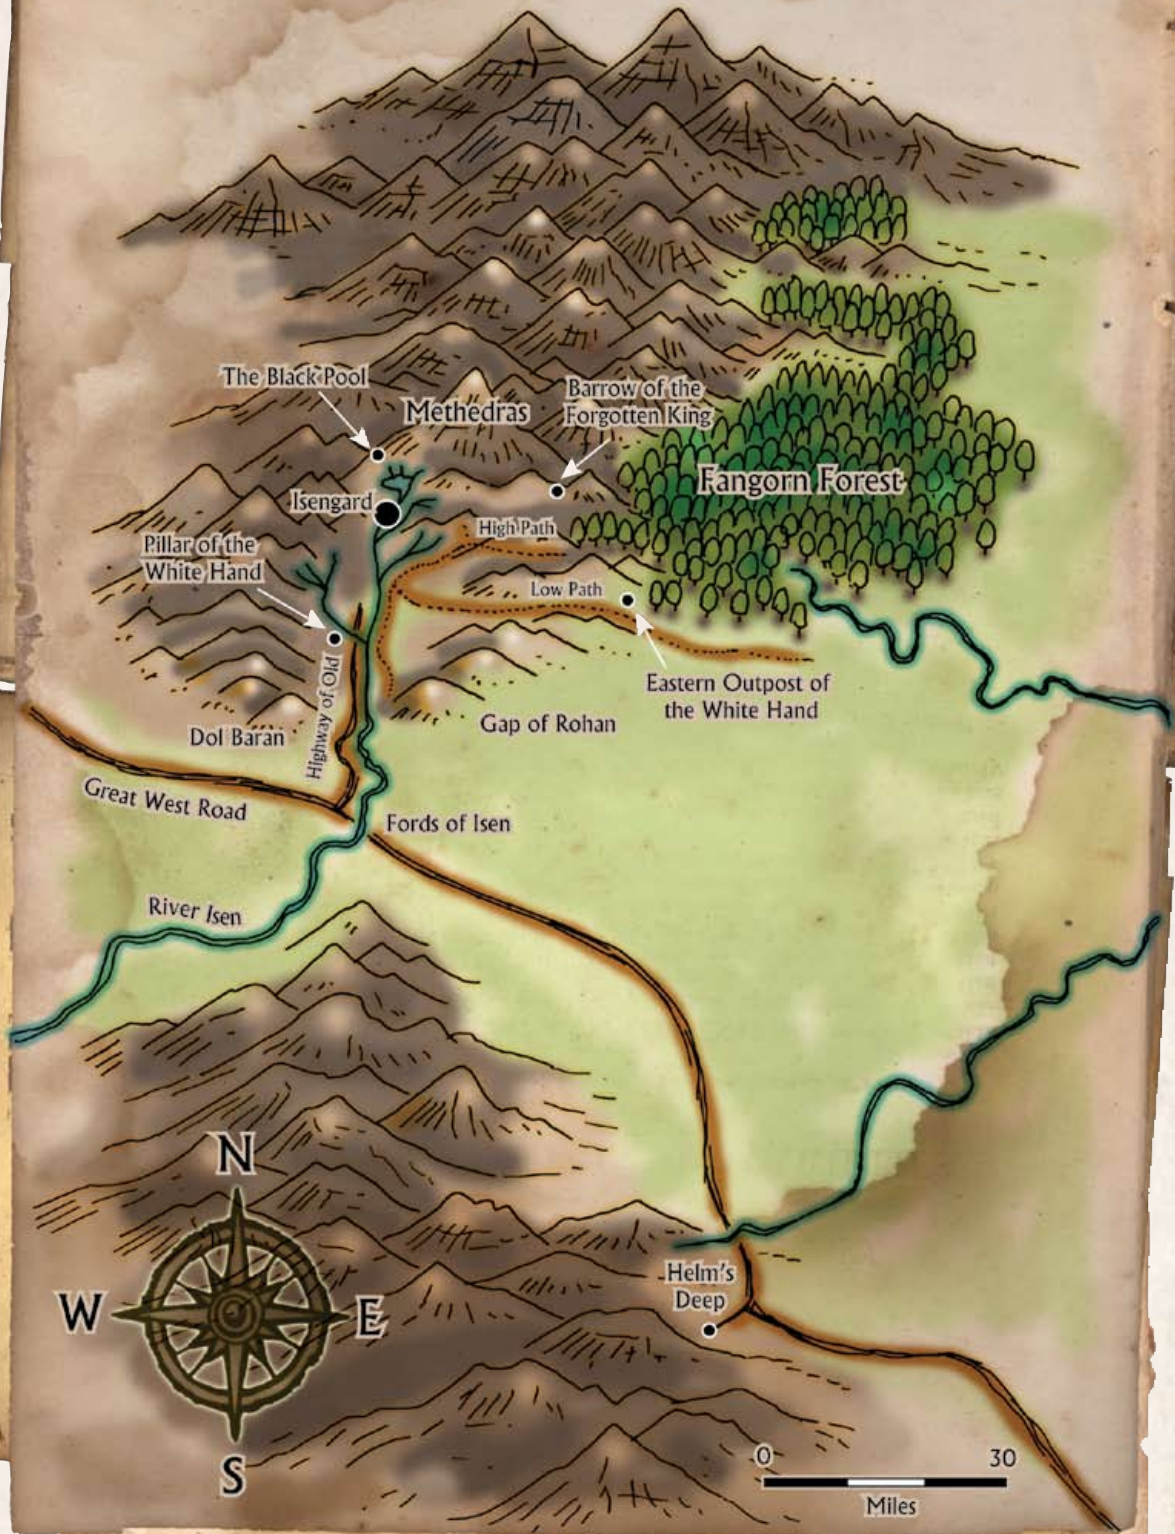 The Black Pool
Methedras
Barrow of the
Forgotten King
Isengard
Fangorn Forest
High Path
Pillar of the
White Hand
Low Path
Highway of Old
Eastern Outpost of
the White Hand
Gap of Rohan
Dol Baran
Great West Road
Fords of Isen
River Isen
N
W
E
S
Helm's
Deep
0 30
Miles